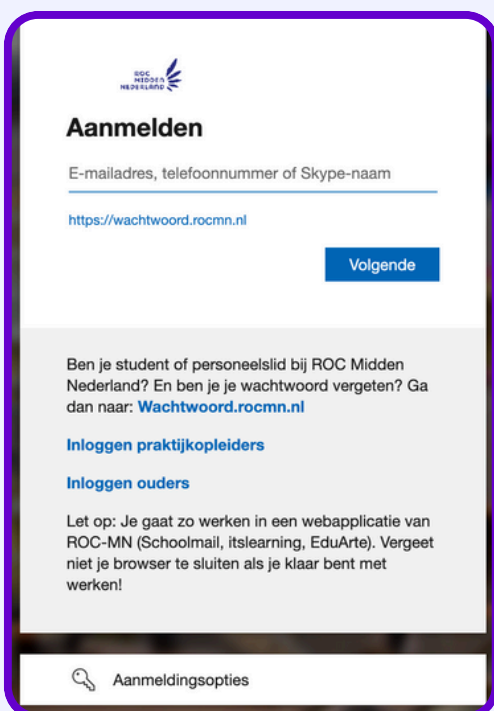 ROC
MIDDEN
NEDERLAND
Aanmelden
E-mailadres, telefoonnummer of Skype-naam
https://wachtwoord.rocmn.nl
Volgende
Ben je student of personeelslid bij ROC Midden
Nederland? En ben je je wachtwoord vergeten? Ga
dan naar: Wachtwoord.rocmn.nl
Inloggen praktijkopleiders
Inloggen ouders
Let op: Je gaat zo werken in een webapplicatie van
ROC-MN (Schoolmail, itslearning, EduArte). Vergeet
niet je browser te sluiten als je klaar bent met
werken!
Aanmeldingsopties